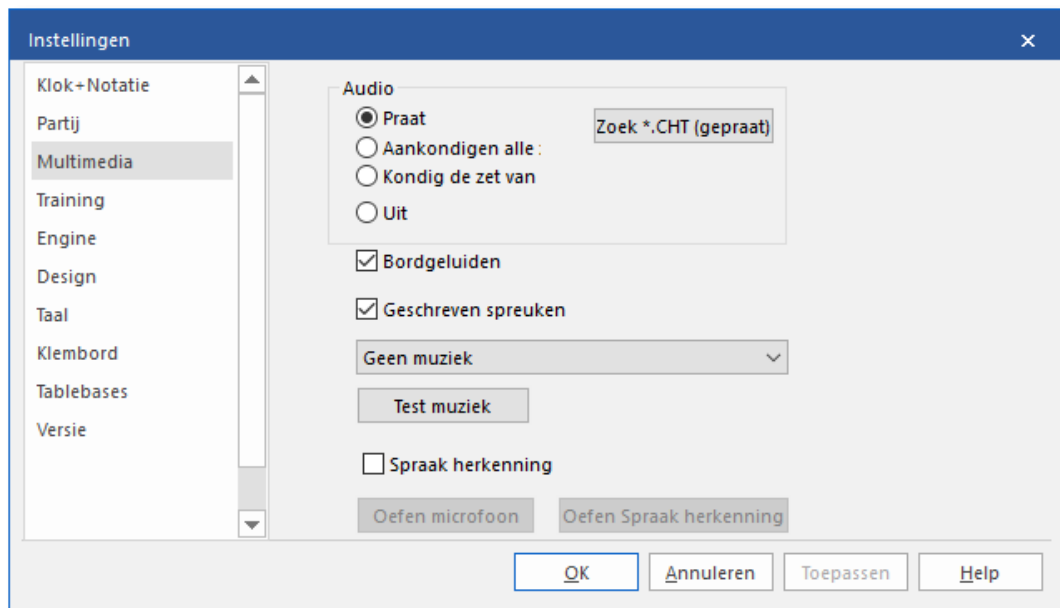 Instellingen
Klok+Notatie
Partij
Multimedia
Training
Engine
Design
Taal
Klembord
Tablebases
Versie
Audio
Praat
Zoek *.CHT (gepraat)
Aankondigen alle :
Kondig de zet van
Uit
Bordgeluiden
Geschreven spreuken
Geen muziek
Test muziek
Spraak herkenning
Oefen microfoon
Oefen Spraak herkenning
OK
Annuleren
Toepassen
Help